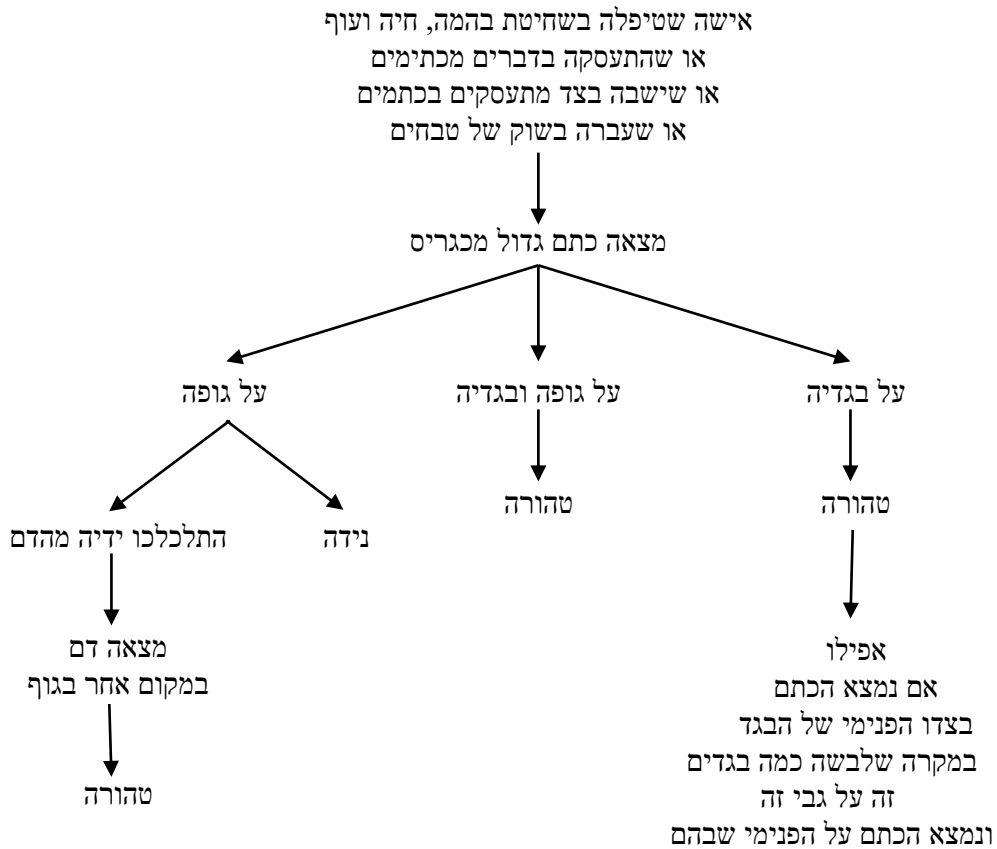 אישה שטיפלה בשחיטת בהמה, חיה ועוף
או שהתעסקה בדברים מכתימים
או שישבה בצד מתעסקים בכתמים
או שעברה בשוק של טבחים
מצאה כתם גדול מכגריס
על בגדיה
על גופה ובגדיה
על גופה
טהורה
טהורה
נידה
התלכלכו ידיה מהדם
אפילו
אם נמצא הכתם
בצדו הפנימי של הבגד
במקרה שלבשה כמה בגדים
זה על גבי זה
ונמצא הכתם על הפנימי שבהם
מצאה דם
במקום אחר בגוף
טהורה